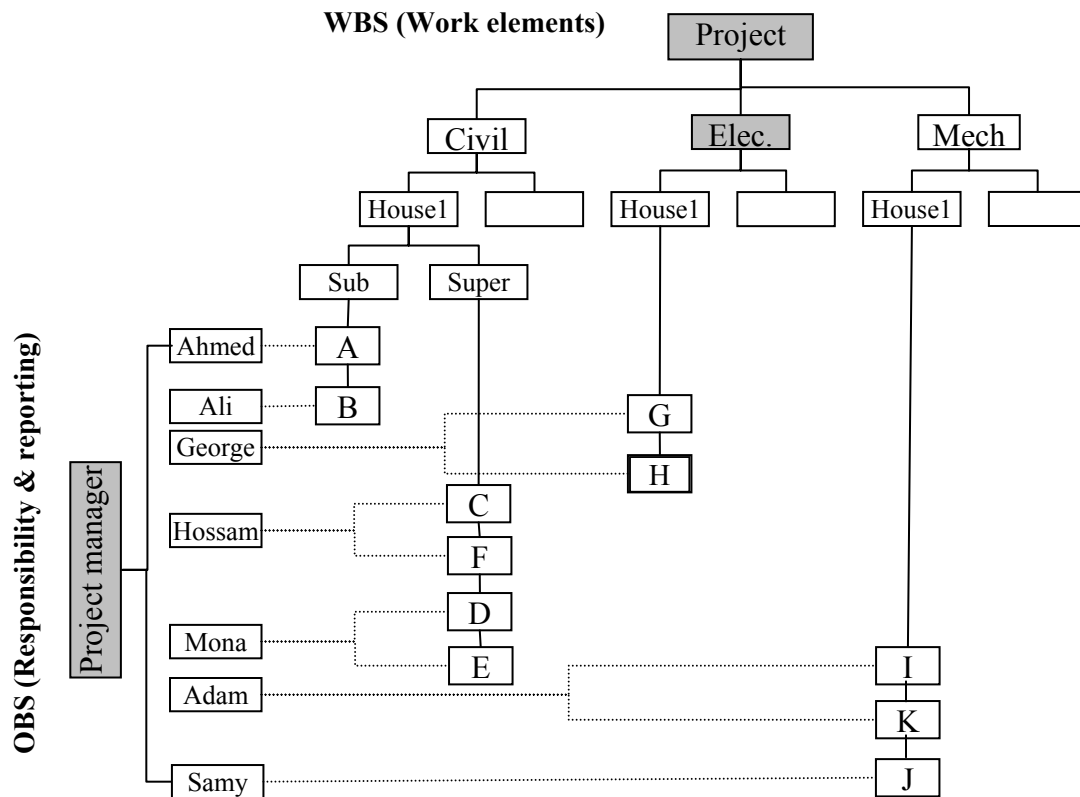 WBS (Work elements)
Project
Civil
Elec.
Mech
House1
House1
House1
Sub
Super
OBS (Responsibility & reporting)
Project manager
Ahmed
A
Ali
B
G
George
H
C
Hossam
F
D
Mona
E
I
Adam
K
Samy
J